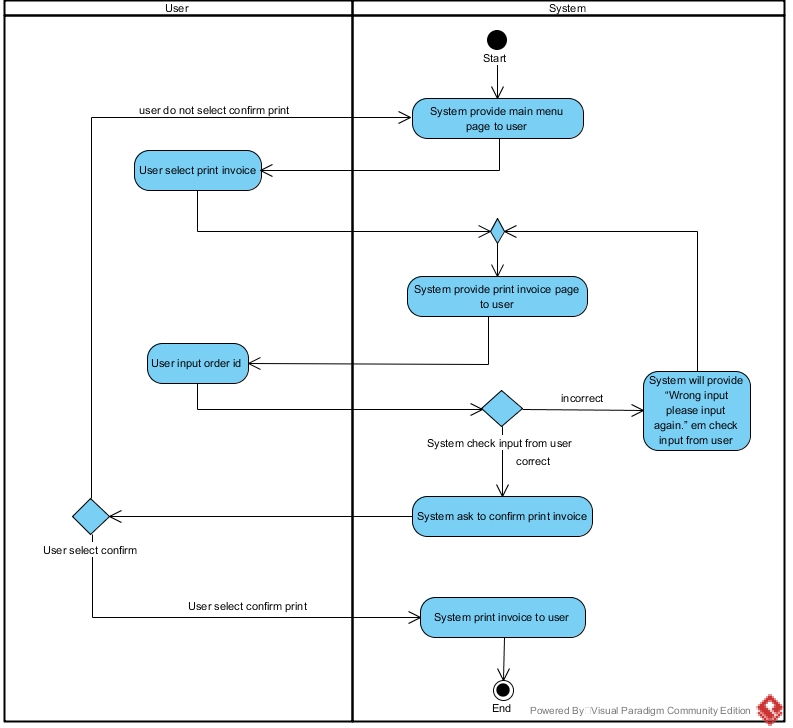 User
System
Start
user do not select confirm print
System provide main menu
page to user
User select print invoice
System provide print invoice page
to user
User input order id
System will provide
“Wrong input
please input
again.” em check
input from user
incorrect
System check input from user
correct
System ask to confirm print invoice
User select confirm
User select confirm print
System print invoice to user
End
Powered By Visual Paradigm Community Edition